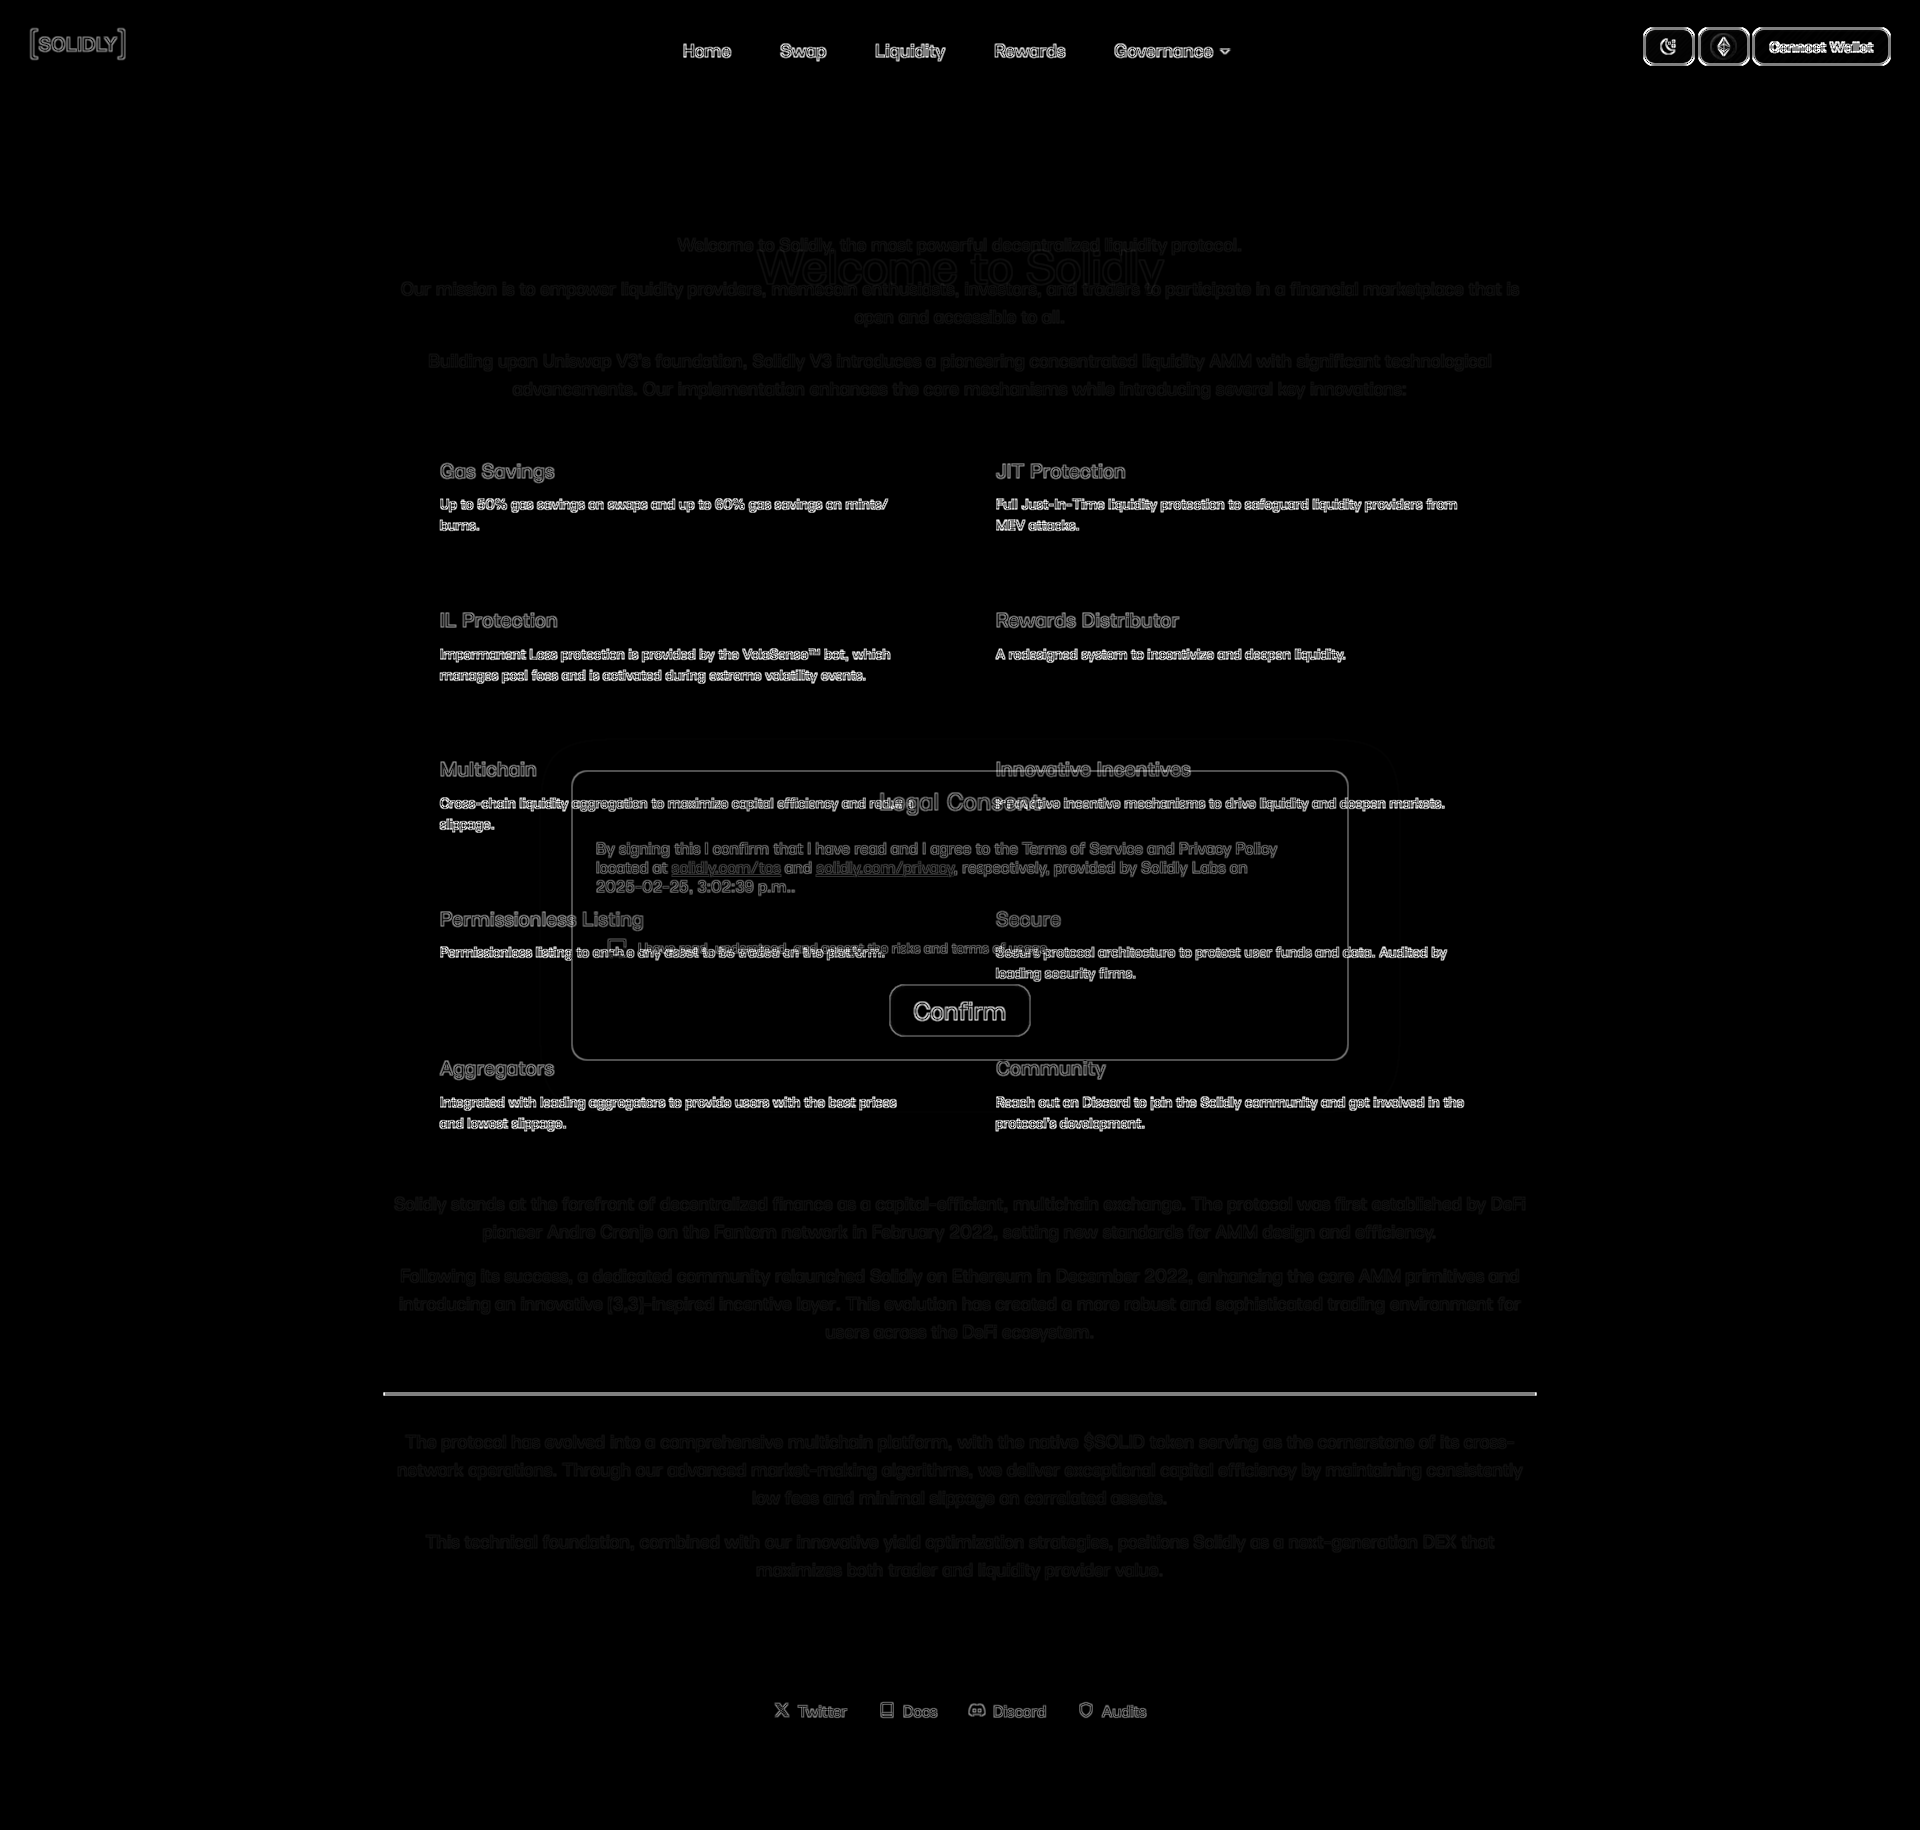 [SOLIDLY]
Home
Swap
Liquidity
Rewards
Governance
Connect Wallet
Welcome to Solidly, the most powerful decentralized liquidity protocol.
Welcome to Solidly
Our mission is to empower liquidity providers, memecoin enthusiasts, investors, and traders to participate in a financial marketplace that is
open and accessible to all.
Building upon Uniswap V3's foundation, Solidly V3 introduces a pioneering concentrated liquidity AMM with significant technological
advancements. Our implementation enhances the core mechanisms while introducing several key innovations:
Gas Savings
Up to 50% gas savings on swaps and up to 60% gas savings on mints/
burns.
JIT Protection
Full Just-In-Time liquidity protection to safeguard liquidity providers from
MEV attacks.
IL Protection
Impermanent Loss protection is provided by the VoloSense™ bot, which
manages pool fees and is activated during extreme volatility events.
Rewards Distributor
A redesigned system to incentivize and deepen liquidity.
Multichain
Cross-chain liquidity aggregation to maximize capital efficiency and reduce
slippage.
Innovative Incentives
incentive mechanisms to drive liquidity and deepen markets.
Legal Consent
By signing this I confirm that I have read and I agree to the Terms of Service and Privacy Policy
located at solidly.com/tos and solidly.com/privacy, respectively, provided by Solidly Labs on
2025-02-25, 3:02:39 p.m..
Permissionless Listing
Permissionless listing to enable any asset to be traded on the platform.
Secure
Secure protocol architecture to protect user funds and data. Audited by
leading security firms.
I have read, understood, and accept the risks and terms of usage.
Confirm
Aggregators
Integrated with leading aggregators to provide users with the best prices
and lowest slippage.
Community
Reach out on Discord to join the Solidly community and get involved in the
protocol's development.
Solidly stands at the forefront of decentralized finance as a capital-efficient, multichain exchange. The protocol was first established by DeFi
pioneer Andre Cronje on the Fantom network in February 2022, setting new standards for AMM design and efficiency.
Following its success, a dedicated community relaunched Solidly on Ethereum in December 2022, enhancing the core AMM primitives and
introducing an innovative [3,3]-inspired incentive layer. This evolution has created a more robust and sophisticated trading environment for
users across the DeFi ecosystem.
The protocol has evolved into a comprehensive multichain platform, with the native $SOLID token serving as the cornerstone of its cross-
network operations. Through our advanced market-making algorithms, we deliver exceptional capital efficiency by maintaining consistently
low fees and minimal slippage on correlated assets.
This technical foundation, combined with our innovative yield optimization strategies, positions Solidly as a next-generation DEX that
maximizes both trader and liquidity provider value.
Twitter
Docs
Discord
Audits